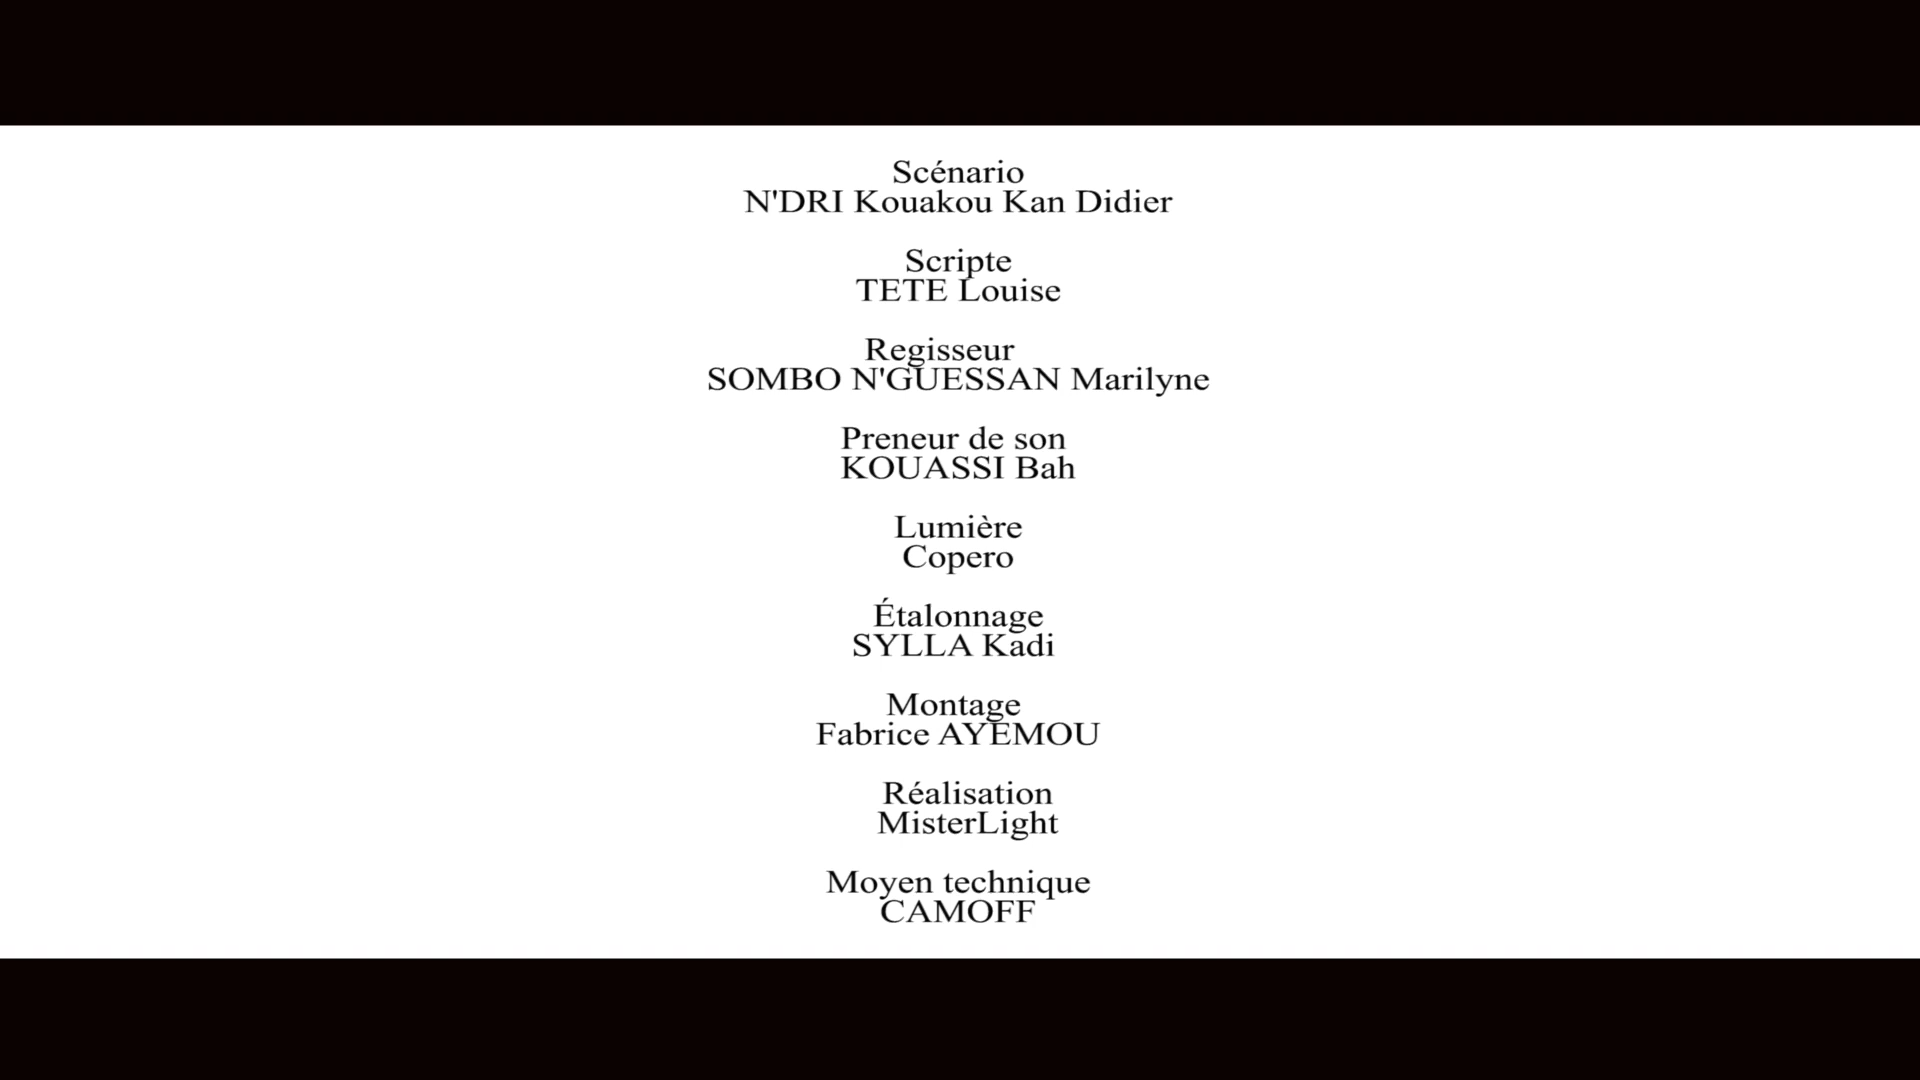 Scénario
N'DRI Kouakou Kan Didier
Scripte
TETE Louise
Regisseur
SOMBO N'GUESSAN Marilyne
Preneur de son
KOUASSI Bah
Lumière
Copero
Étalonnage
SYLLA Kadi
Montage
Fabrice AYEMOU
Réalisation
MisterLight
Moyen technique
CAMOFF